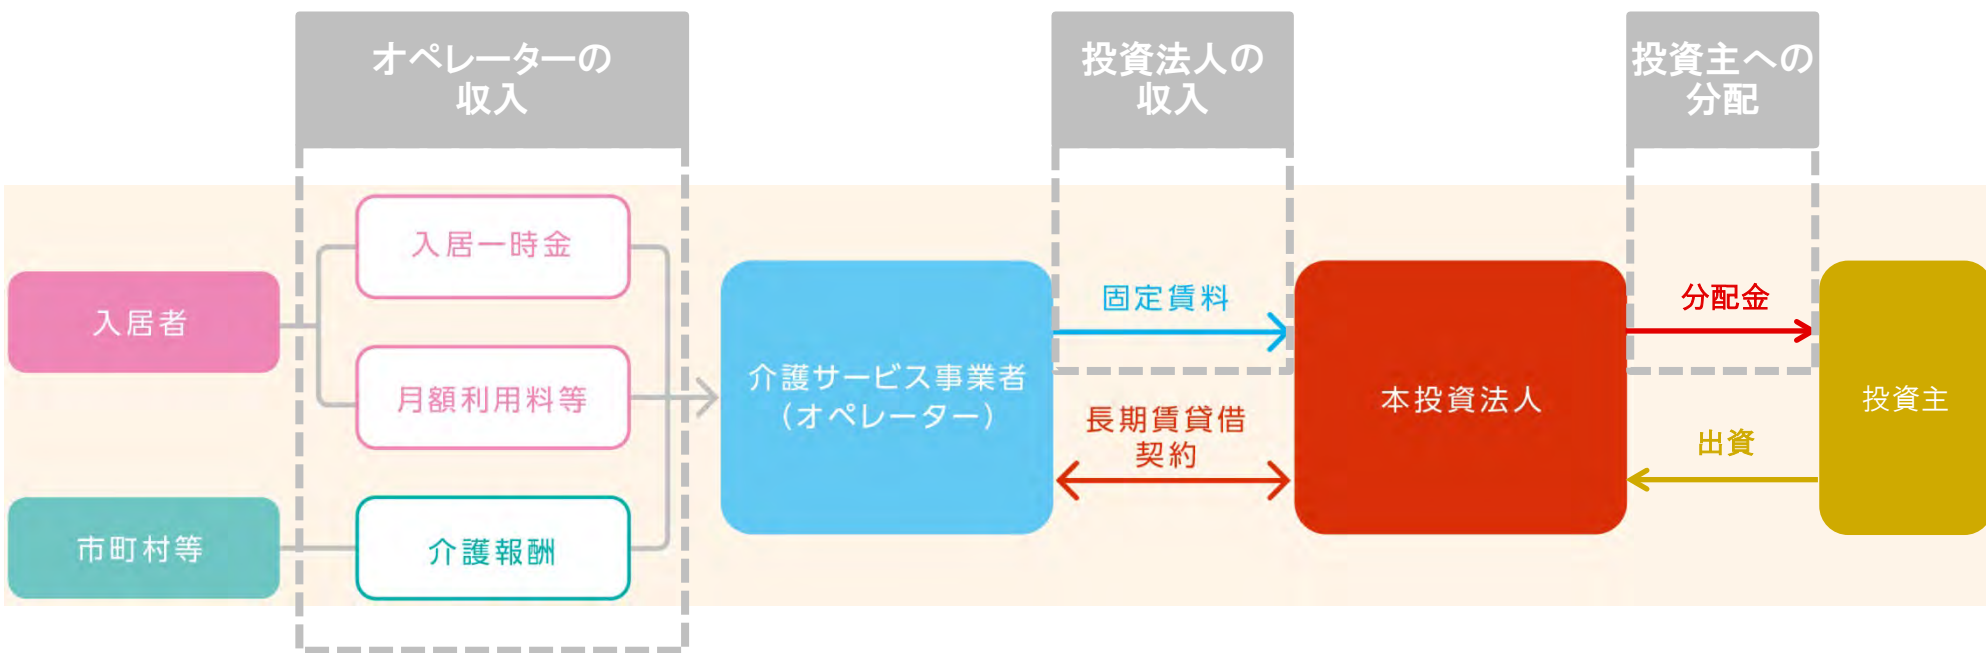 オペレーターの
収入
投資法人の
収入
投資主への
分配
入居者
入居一時金
月額利用料等
市町村等
介護報酬
介護サービス事業者
(オペレーター)
固定賃料
長期賃貸借
契約
本投資法人
分配金
出資
投資主